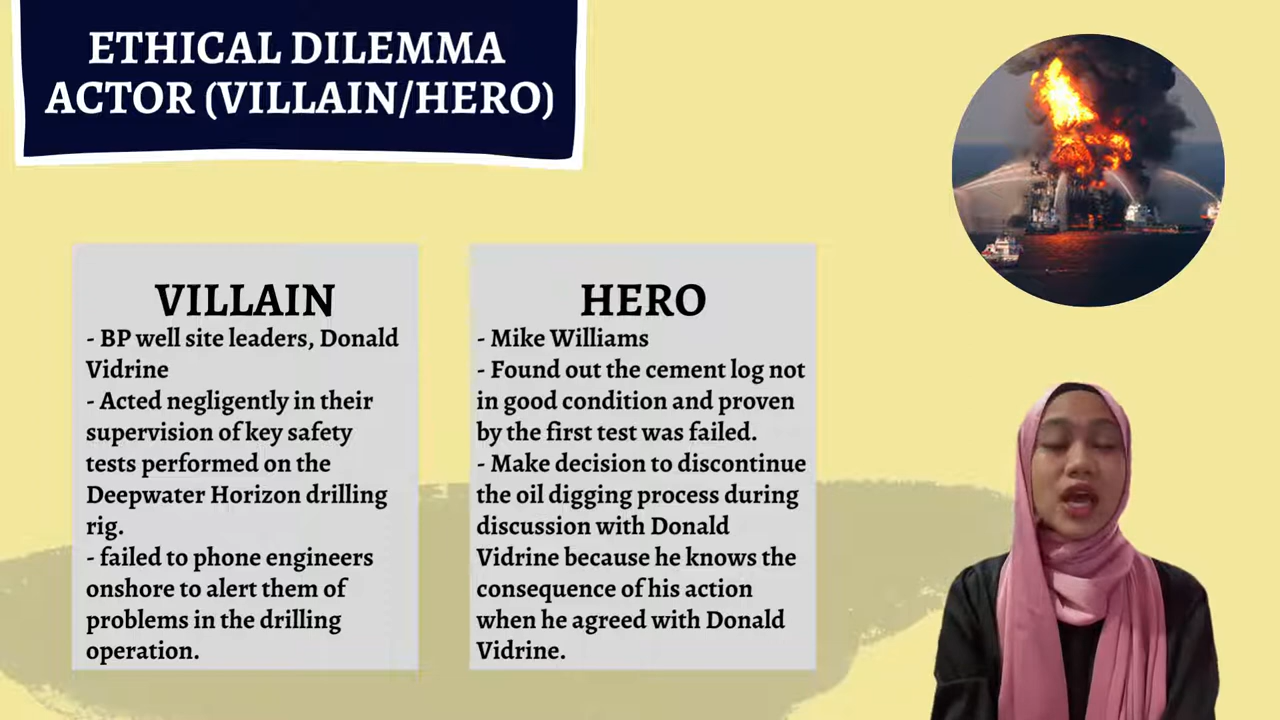 ETHICAL DILEMMA
ACTOR (VILLAIN/HERO)
VILLAIN
- BP well site leaders, Donald
Vidrine
- Acted negligently in their
supervision of key safety
tests performed on the
Deepwater Horizon drilling
rig.
- failed to phone engineers
onshore to alert them of
problems in the drilling
operation.
HERO
- Mike Williams
- Found out the cement log not
in good condition and proven
by the first test was failed.
- Make decision to discontinue
the oil digging process during
discussion with Donald
Vidrine because he knows the
consequence of his action
when he agreed with Donald
Vidrine.